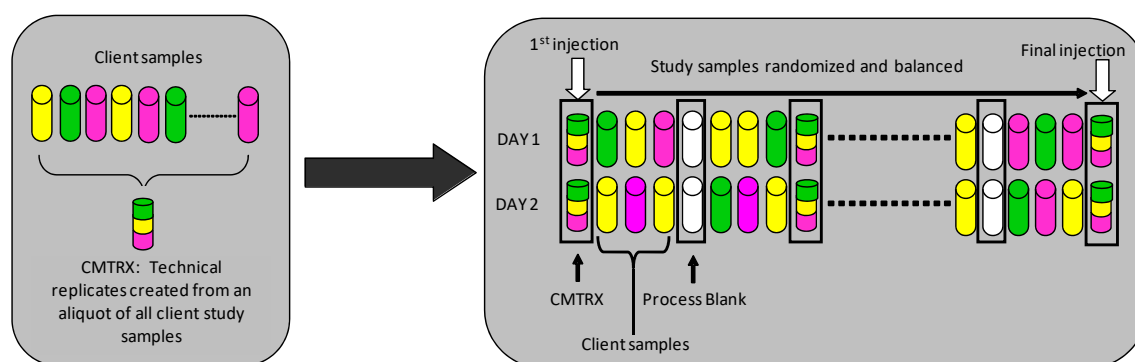 Client samples
CMTRX: Technical
replicates created from an
aliquot of all client study
samples
1st injection
Final injection
Study samples randomized and balanced
DAY 1
DAY 2
CMTRX
Process Blank
Client samples